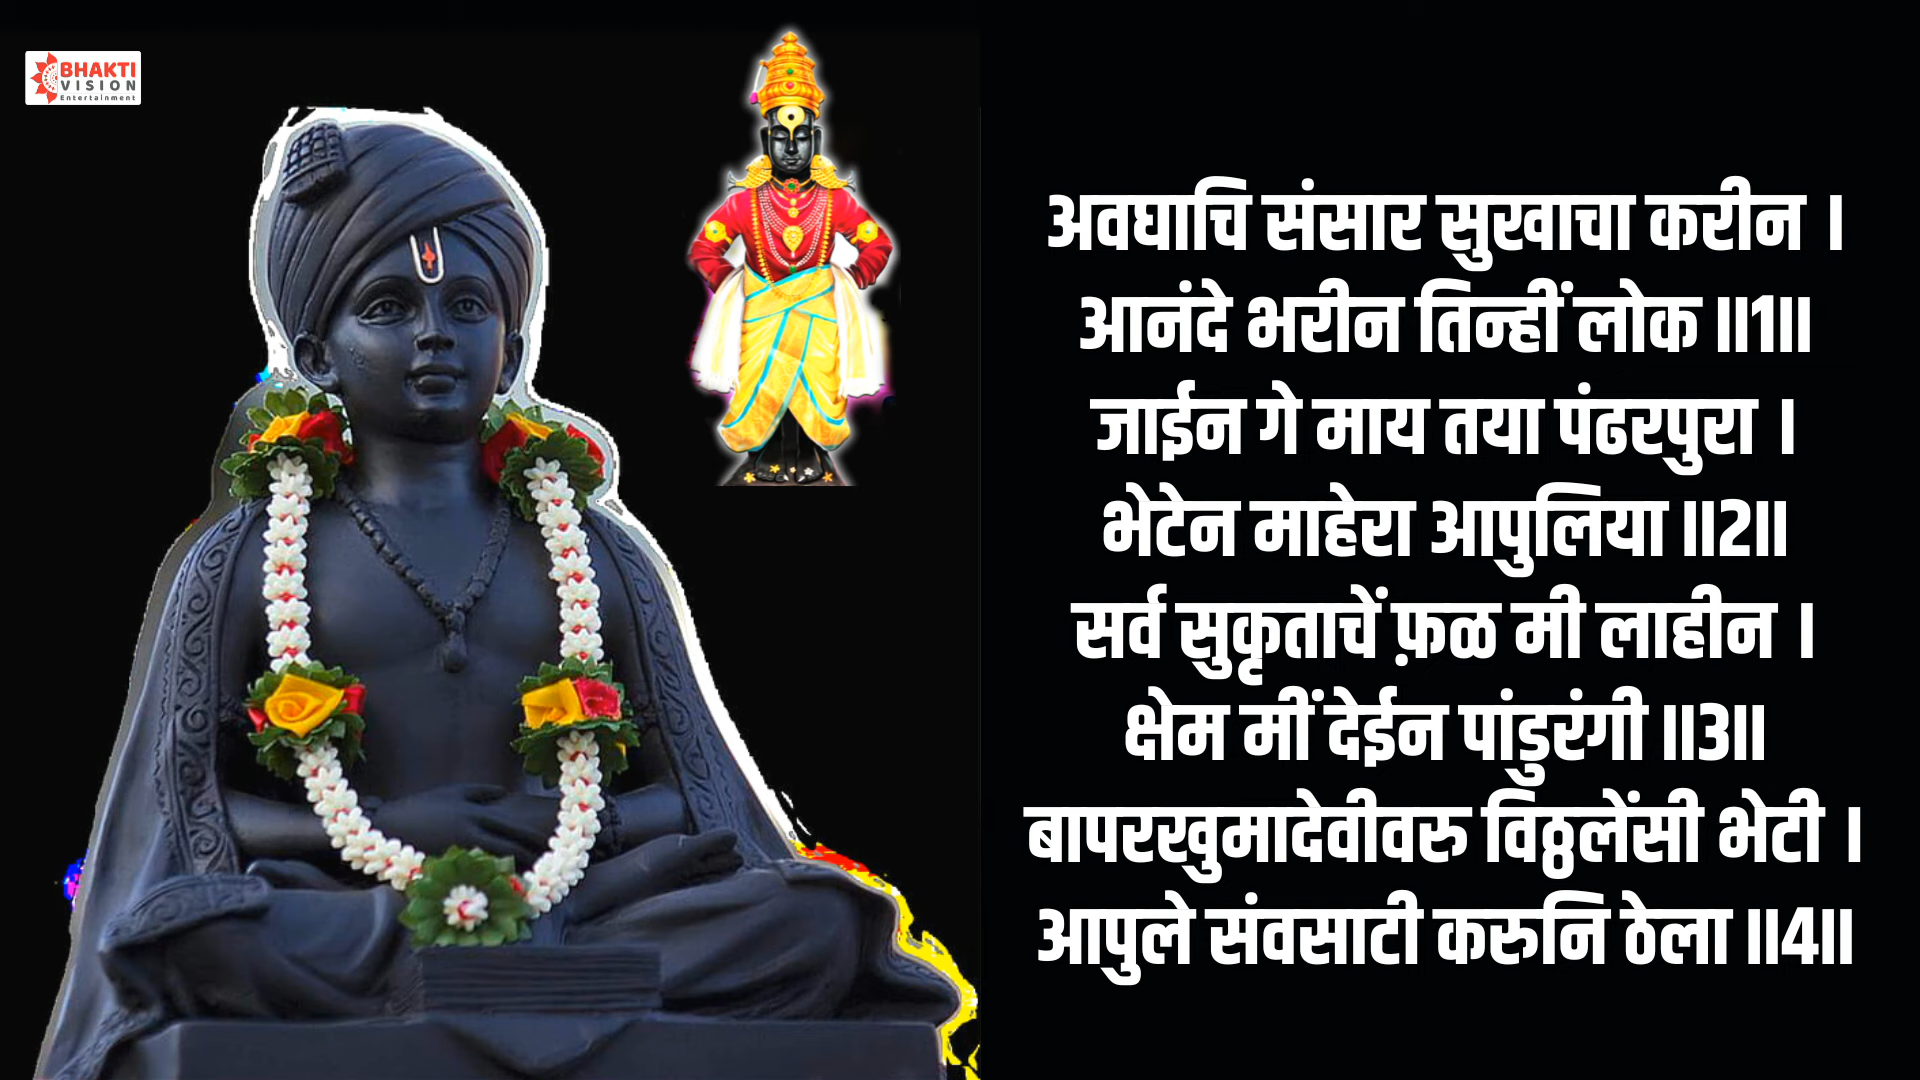 BHAKTI
VISION
Entertainment
अवघाचि संसार सुखाचा करीन ।
आनंदे भरीन तिन्हीं लोक ॥1॥
जाईन गे माय तया पंढरपुरा ।
भेटेन माहेरा आपुलिया ॥2॥
सर्व सुकृताचें फ़ळ मी लाहीन ।
क्षेम मीं देईन पांडुरंगी ॥3॥
बापरखुमादेवीवरु विठ्ठलेंसी भेटी ।
आपुले संवसाटी करुनि ठेला ॥4॥